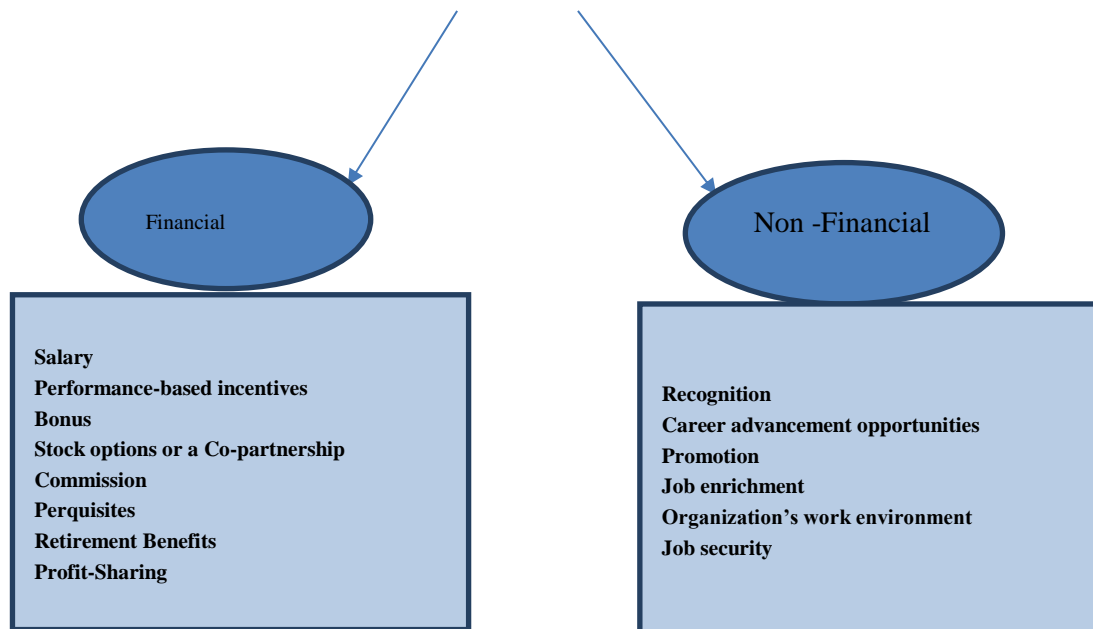 Financial
Non -Financial
Salary
Performance-based incentives
Bonus
Stock options or a Co-partnership
Commission
Perquisites
Retirement Benefits
Profit-Sharing
Recognition
Career advancement opportunities
Promotion
Job enrichment
Organization's work environment
Job security